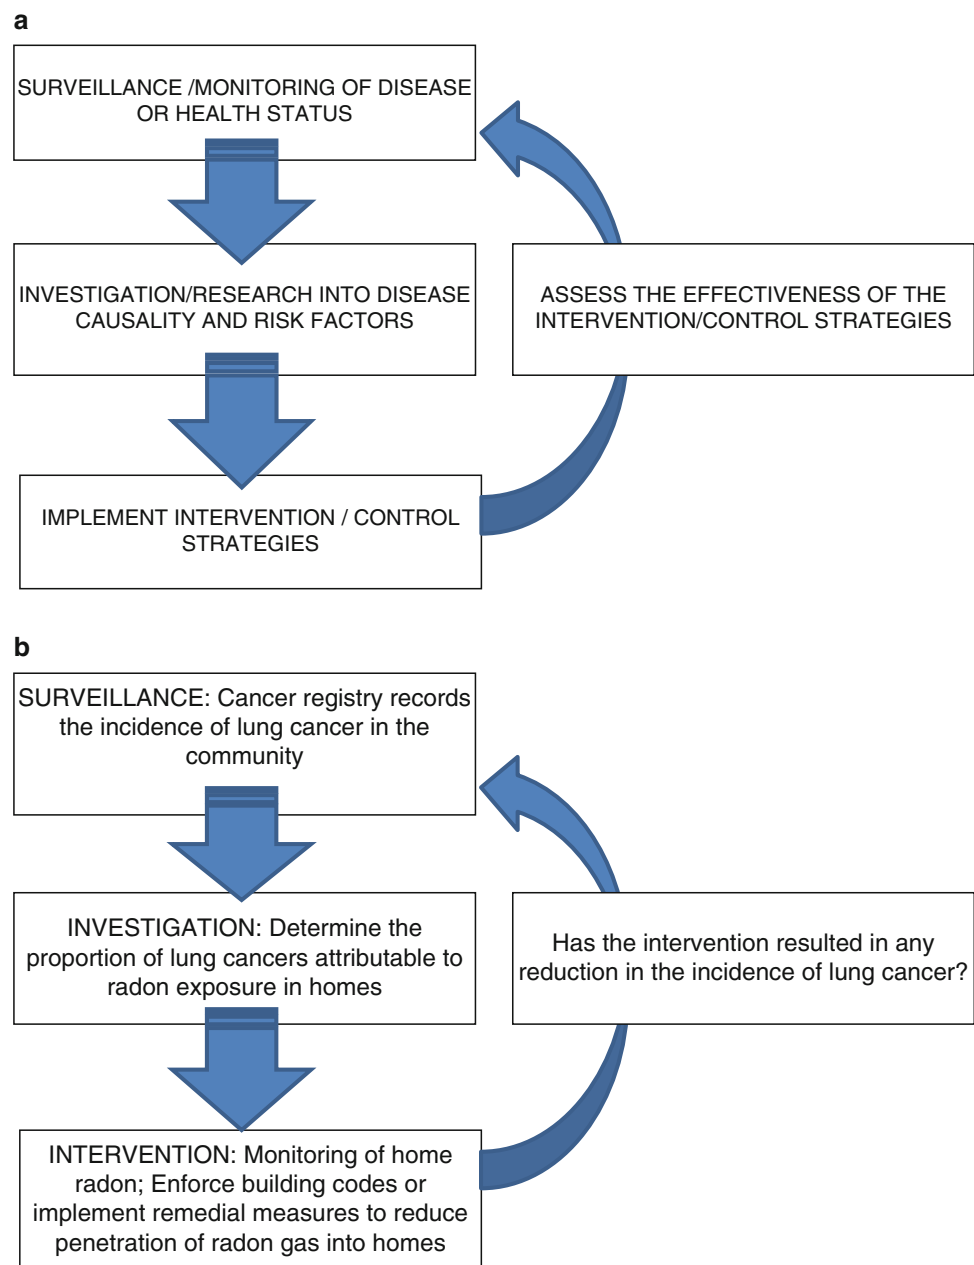 a
SURVEILLANCE /MONITORING OF DISEASE
OR HEALTH STATUS
INVESTIGATION/RESEARCH INTO DISEASE
CAUSALITY AND RISK FACTORS
ASSESS THE EFFECTIVENESS OF THE
INTERVENTION/CONTROL STRATEGIES
IMPLEMENT INTERVENTION / CONTROL
STRATEGIES
b
SURVEILLANCE: Cancer registry records
the incidence of lung cancer in the
community
INVESTIGATION: Determine the
proportion of lung cancers attributable to
radon exposure in homes
Has the intervention resulted in any
reduction in the incidence of lung cancer?
INTERVENTION: Monitoring of home
radon; Enforce building codes or
implement remedial measures to reduce
penetration of radon gas into homes